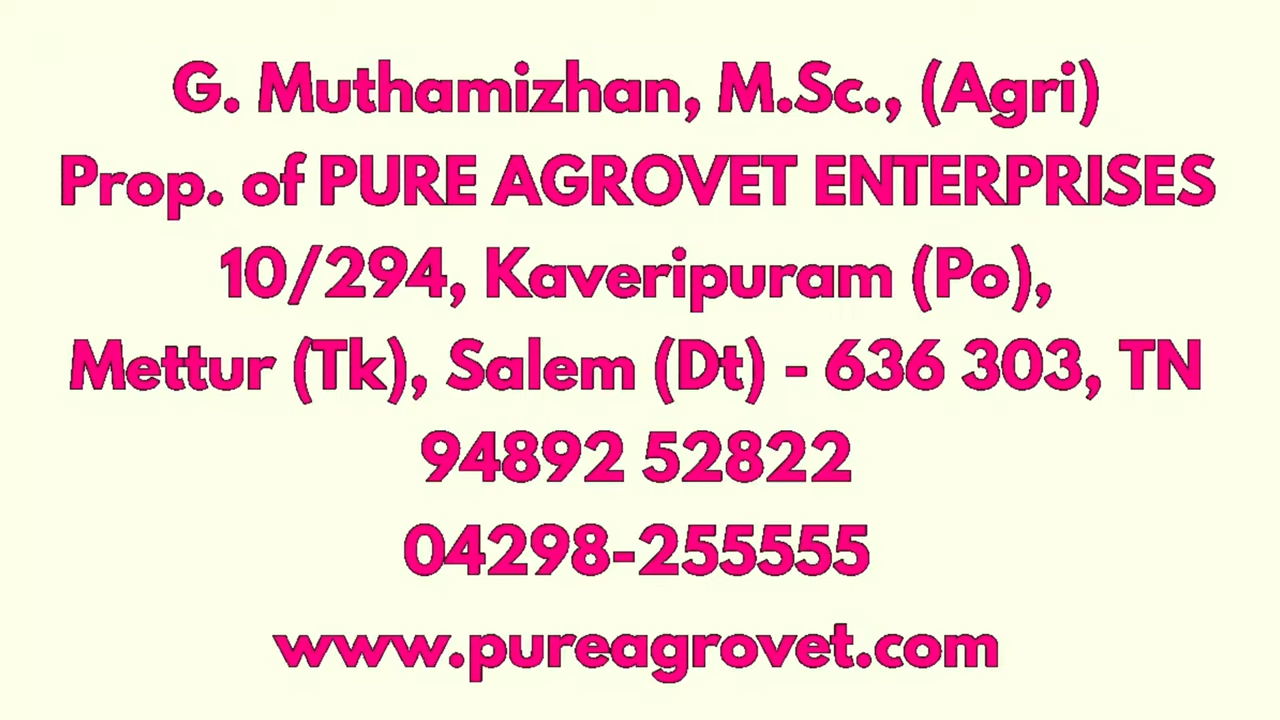 G. Muthamizhan, M.Sc., (Agri)
Prop. of PURE AGROVET ENTERPRISES
10/294, Kaveripuram (Po),
Mettur (Tk), Salem (Dt) - 636 303, TN
94892 52822
04298-255555
www.pureagrovet.com